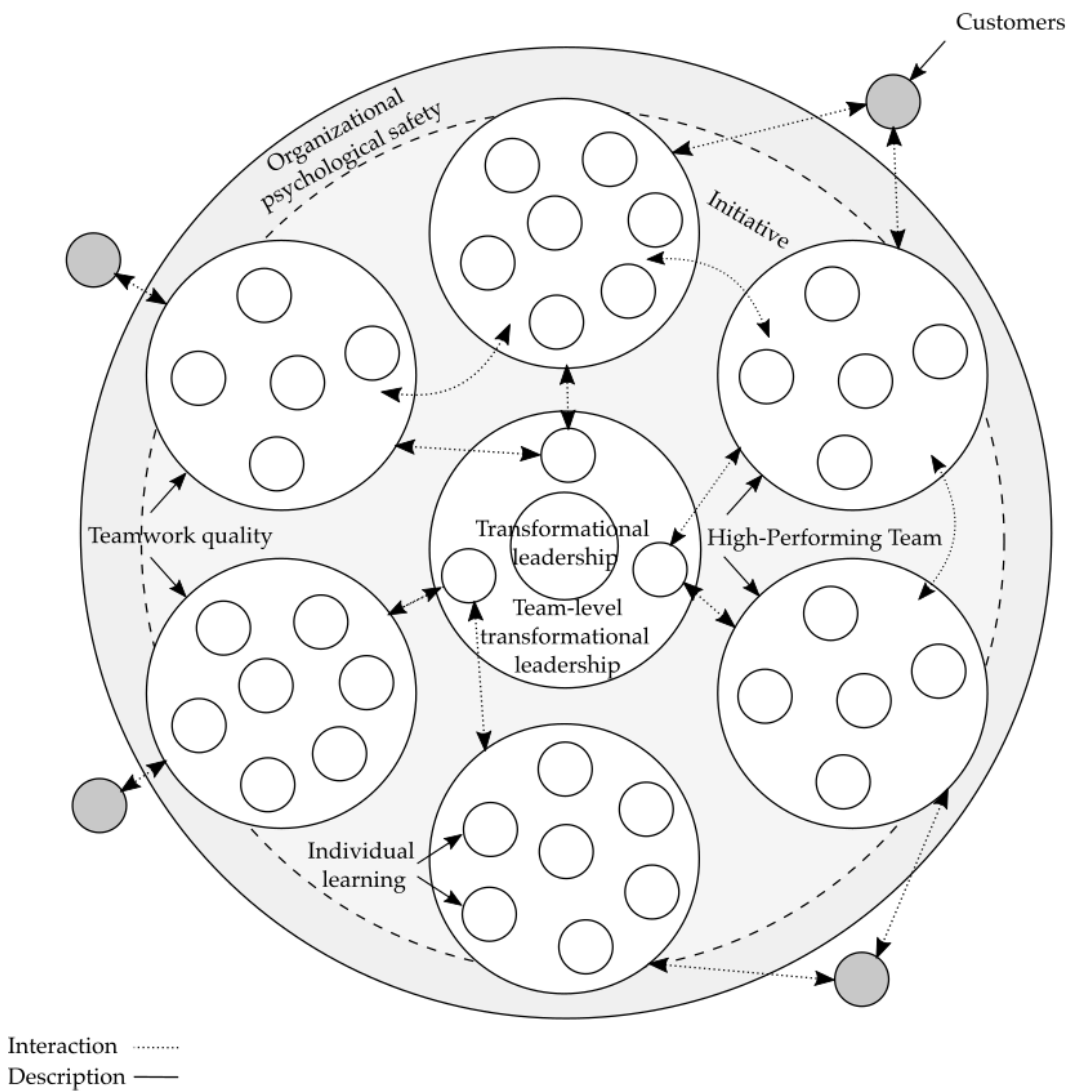 Customers
Organizational
psychological safety
Initiative
Teamwork quality
Transformational
leadership
High-Performing Team
Team-level
transformational
leadership
Individual
learning
Interaction
Description